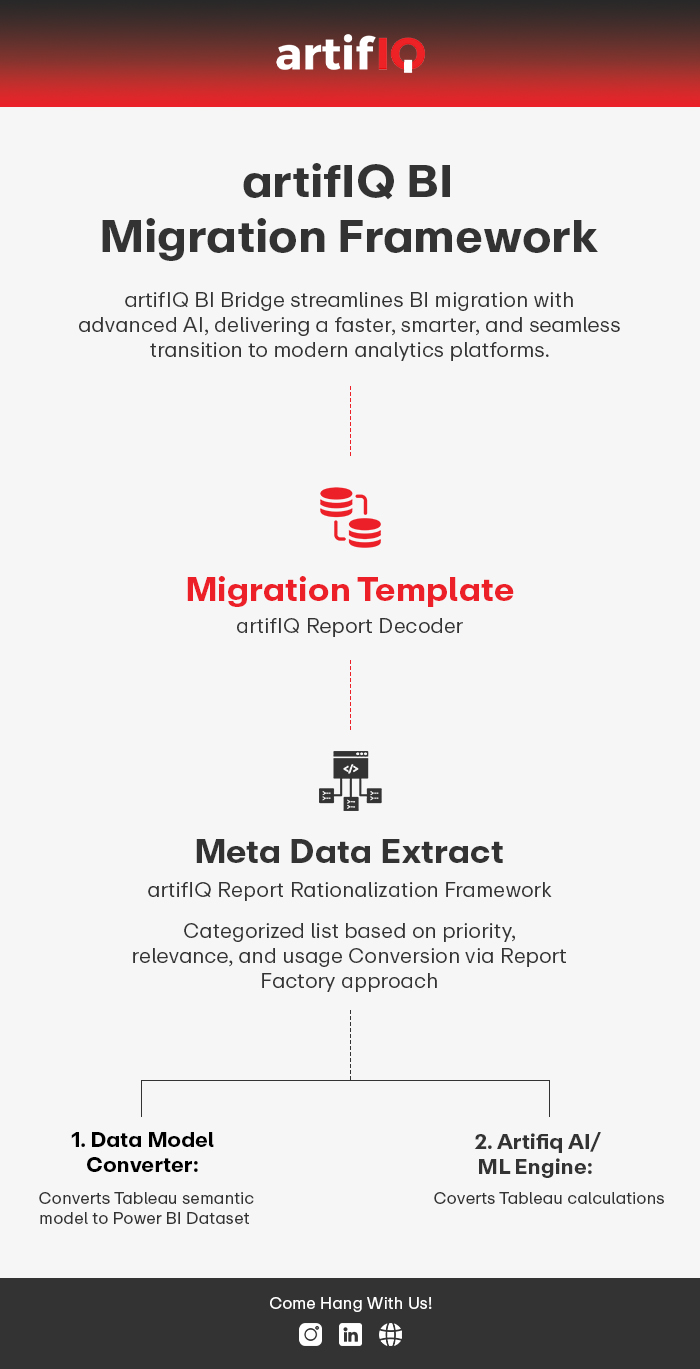 artifIQ
artifIQ BI
Migration Framework
artifIQ BI Bridge streamlines BI migration with
advanced AI, delivering a faster, smarter, and seamless
transition to modern analytics platforms.
Migration Template
artifIQ Report Decoder
</>
Meta Data Extract
artifIQ Report Rationalization Framework
Categorized list based on priority,
relevance, and usage Conversion via Report
Factory approach
1. Data Model
Converter:
Converts Tableau semantic
model to Power BI Dataset
2. Artifiq AI/
ML Engine:
Coverts Tableau calculations
Come Hang With Us!
in